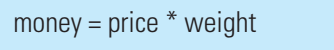 money = price * weight